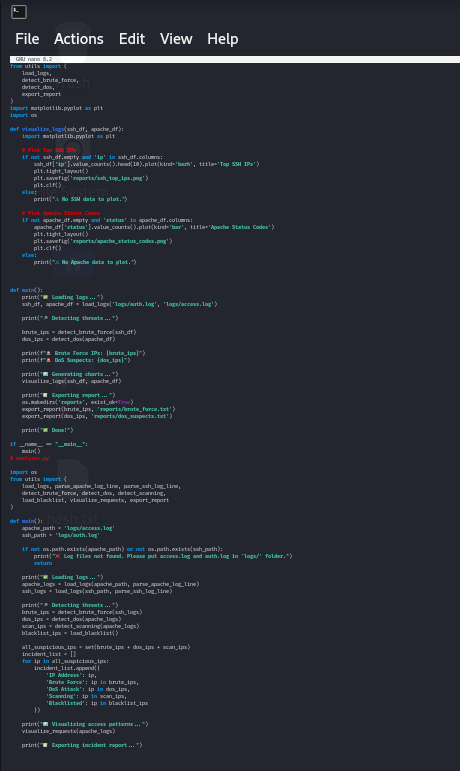 File Actions Edit View Help
GNU nano 8.2
from utils import (
    load_logs,
    detect_brute_force,
    detect_dos,
    export_report
)
import matplotlib.pyplot as plt
import os

def visualize_logs(ssh_df, apache_df):
    import matplotlib.pyplot as plt

    # Plot Top SSH IPs
    if not ssh_df.empty and 'ip' in ssh_df.columns:
        ssh_df['ip'].value_counts().head(10).plot(kind='barh', title='Top SSH IPs')
        plt.tight_layout()
        plt.savefig('reports/ssh_top_ips.png')
        plt.clf()
    else:
        print("⚠ No SSH data to plot.")

    # Plot Apache Status Codes
    if not apache_df.empty and 'status' in apache_df.columns:
        apache_df['status'].value_counts().plot(kind='bar', title='Apache Status Codes')
        plt.tight_layout()
        plt.savefig('reports/apache_status_codes.png')
        plt.clf()
    else:
        print("⚠ No Apache data to plot.")

def main():
    print(" Loading logs...")
    ssh_df, apache_df = load_logs('logs/auth.log', 'logs/access.log')

    print(" Detecting threats...")

    brute_ips = detect_brute_force(ssh_df)
    dos_ips = detect_dos(apache_df)

    print(f" Brute Force IPs: {brute_ips}")
    print(f" DoS Suspects: {dos_ips}")

    print(" Generating charts...")
    visualize_logs(ssh_df, apache_df)

    print(" Exporting report...")
    os.makedirs('reports', exist_ok=True)
    export_report(brute_ips, 'reports/brute_force.txt')
    export_report(dos_ips, 'reports/dos_suspects.txt')

    print(" Done!")

if __name__ == "__main__":
    main()
# analyzer.py

import os
from utils import (
    load_logs, parse_apache_log_line, parse_ssh_log_line,
    detect_brute_force, detect_dos, detect_scanning,
    load_blacklist, visualize_requests, export_report
)

def main():
    apache_path = 'logs/access.log'
    ssh_path = 'logs/auth.log'

    if not os.path.exists(apache_path) or not os.path.exists(ssh_path):
        print("❌ Log files not found. Please put access.log and auth.log in 'logs/' folder.")
        return

    print(" Loading logs...")
    apache_logs = load_logs(apache_path, parse_apache_log_line)
    ssh_logs = load_logs(ssh_path, parse_ssh_log_line)

    print(" Detecting threats...")
    brute_ips = detect_brute_force(ssh_logs)
    dos_ips = detect_dos(apache_logs)
    scan_ips = detect_scanning(apache_logs)
    blacklist_ips = load_blacklist()

    all_suspicious_ips = set(brute_ips + dos_ips + scan_ips)
    incident_list = []
    for ip in all_suspicious_ips:
        incident_list.append({
            'IP Address': ip,
            'Brute Force': ip in brute_ips,
            'DoS Attack': ip in dos_ips,
            'Scanning': ip in scan_ips,
            'Blacklisted': ip in blacklist_ips
        })

    print(" Visualizing access patterns...")
    visualize_requests(apache_logs)

    print(" Exporting incident report...")